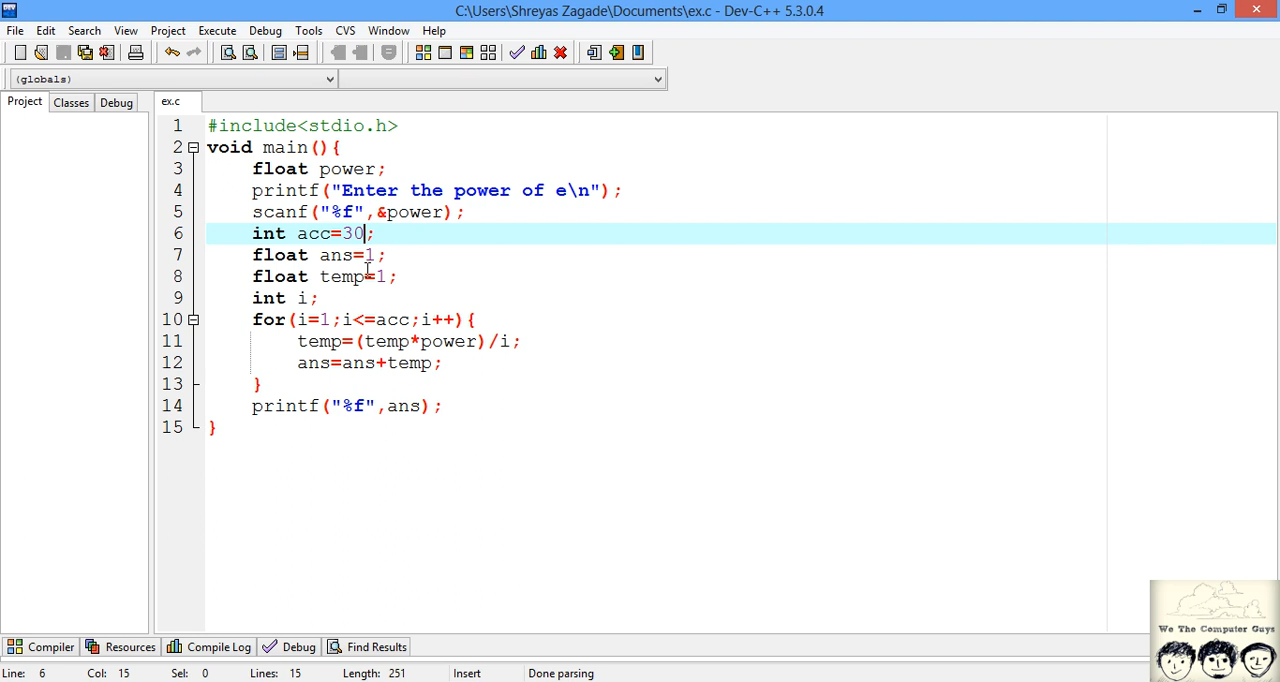 C:\Users\Shreyas Zagade\Documents\ex.c - Dev-C++ 5.3.0.4
File Edit Search View Project Execute Debug Tools CVS Window Help
(globals)
Project Classes Debug ex.c
1 #include<stdio.h>
2 void main(){
3 float power;
4 printf("Enter the power of e\n");
5 scanf("%f",&power);
6 int acc=30;
7 float ans=1;
8 float temp=1;
9 int i;
10 for(i=1;i<=acc;i++){
11 temp=(temp*power)/i;
12 ans=ans+temp;
13 }
14 printf("%f",ans);
15 }
We The Computer Guys
Compiler Resources Compile Log Debug Find Results
Line: 6 Col: 15 Sel: 0 Lines: 15 Length: 251 Insert Done parsing